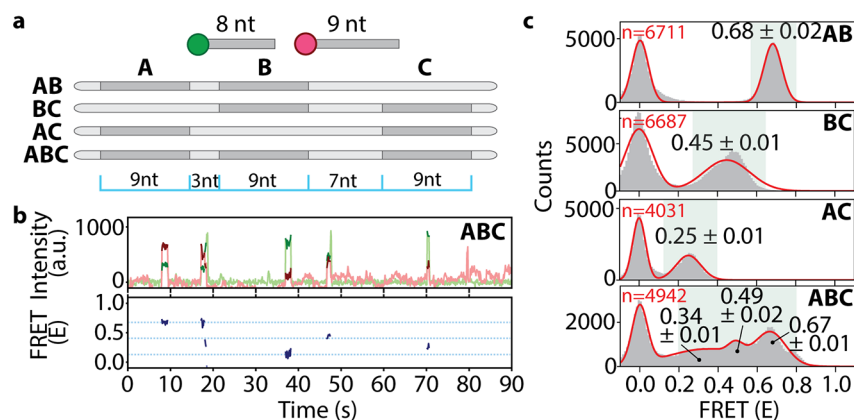 a
8 nt
9 nt
A B C
AB
BC
AC
ABC
9nt 3nt 9nt 7nt 9nt
b
ABC
Intensity
(a.u.)
1000
0
FRET
(E)
1.0
0.5
0.0
0 10 20 30 40 50 60 70 80 90
Time (s)
c
Counts
n=6711
0.68 ± 0.02
AB
5000
0
n=6687
0.45 ± 0.01
BC
5000
0
n=4031
0.25 ± 0.01
AC
5000
0
n=4942
0.34
± 0.01
0.49
± 0.02
0.67
± 0.01
ABC
2000
0
0.0 0.2 0.4 0.6 0.8 1.0
FRET (E)